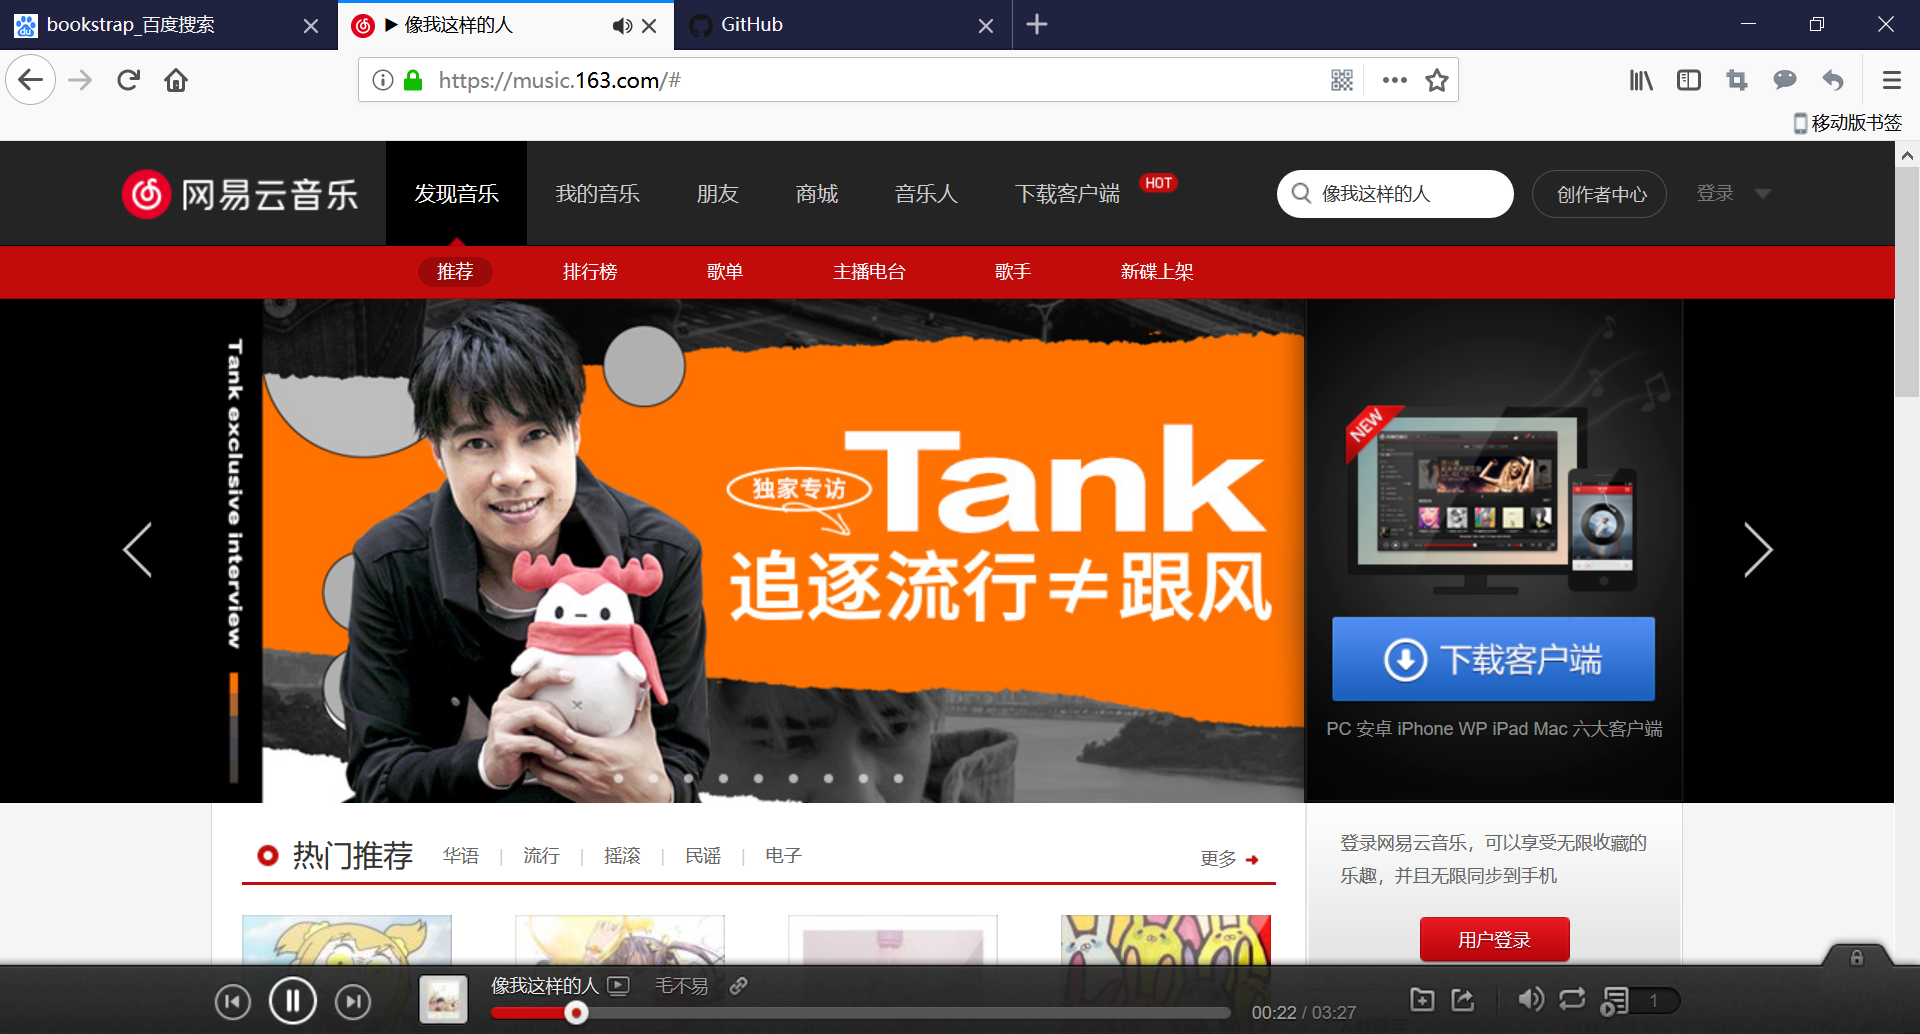 bookstrap_百度搜索
▶ 像我这样的人
GitHub
https://music.163.com/#
移动版书签
网易云音乐
发现音乐
我的音乐
朋友
商城
音乐人
下载客户端
HOT
像我这样的人
创作者中心
登录
推荐
排行榜
歌单
主播电台
歌手
新碟上架
Tank exclusive interview
独家专访
Tank
追逐流行≠跟风
NEW
下载客户端
PC 安卓 iPhone WP iPad Mac 六大客户端
热门推荐
华语 | 流行 | 摇滚 | 民谣 | 电子
更多
登录网易云音乐，可以享受无限收藏的
乐趣，并且无限同步到手机
用户登录
像我这样的人 毛不易
00:22 / 03:27
1